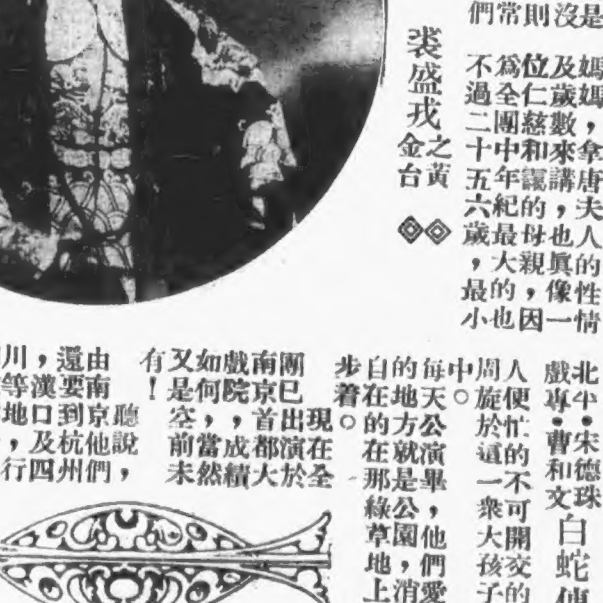 是
沒
則
常
們
媽媽,拿唐夫人的性情
及歲數來講,也眞像一
位仁慈和靄的母親,因
爲全團中年紀最大的也
不過二十五六歲,最小
裘盛戎之黃金台
北平•宋德珠
戲專•曹和文
白蛇
人便忙的不可開交的
周旋於這一衆大孩子
中。
每天公演畢,他們愛
的地方就是公園,消
自在的在那綠草地上
步着。
現在全
團已出演於
南京首都大
戲院,成績
如何,當然
又是空前未
有!
聽說,
由南京他們
還要到杭州
,漢口及四
川等地,行